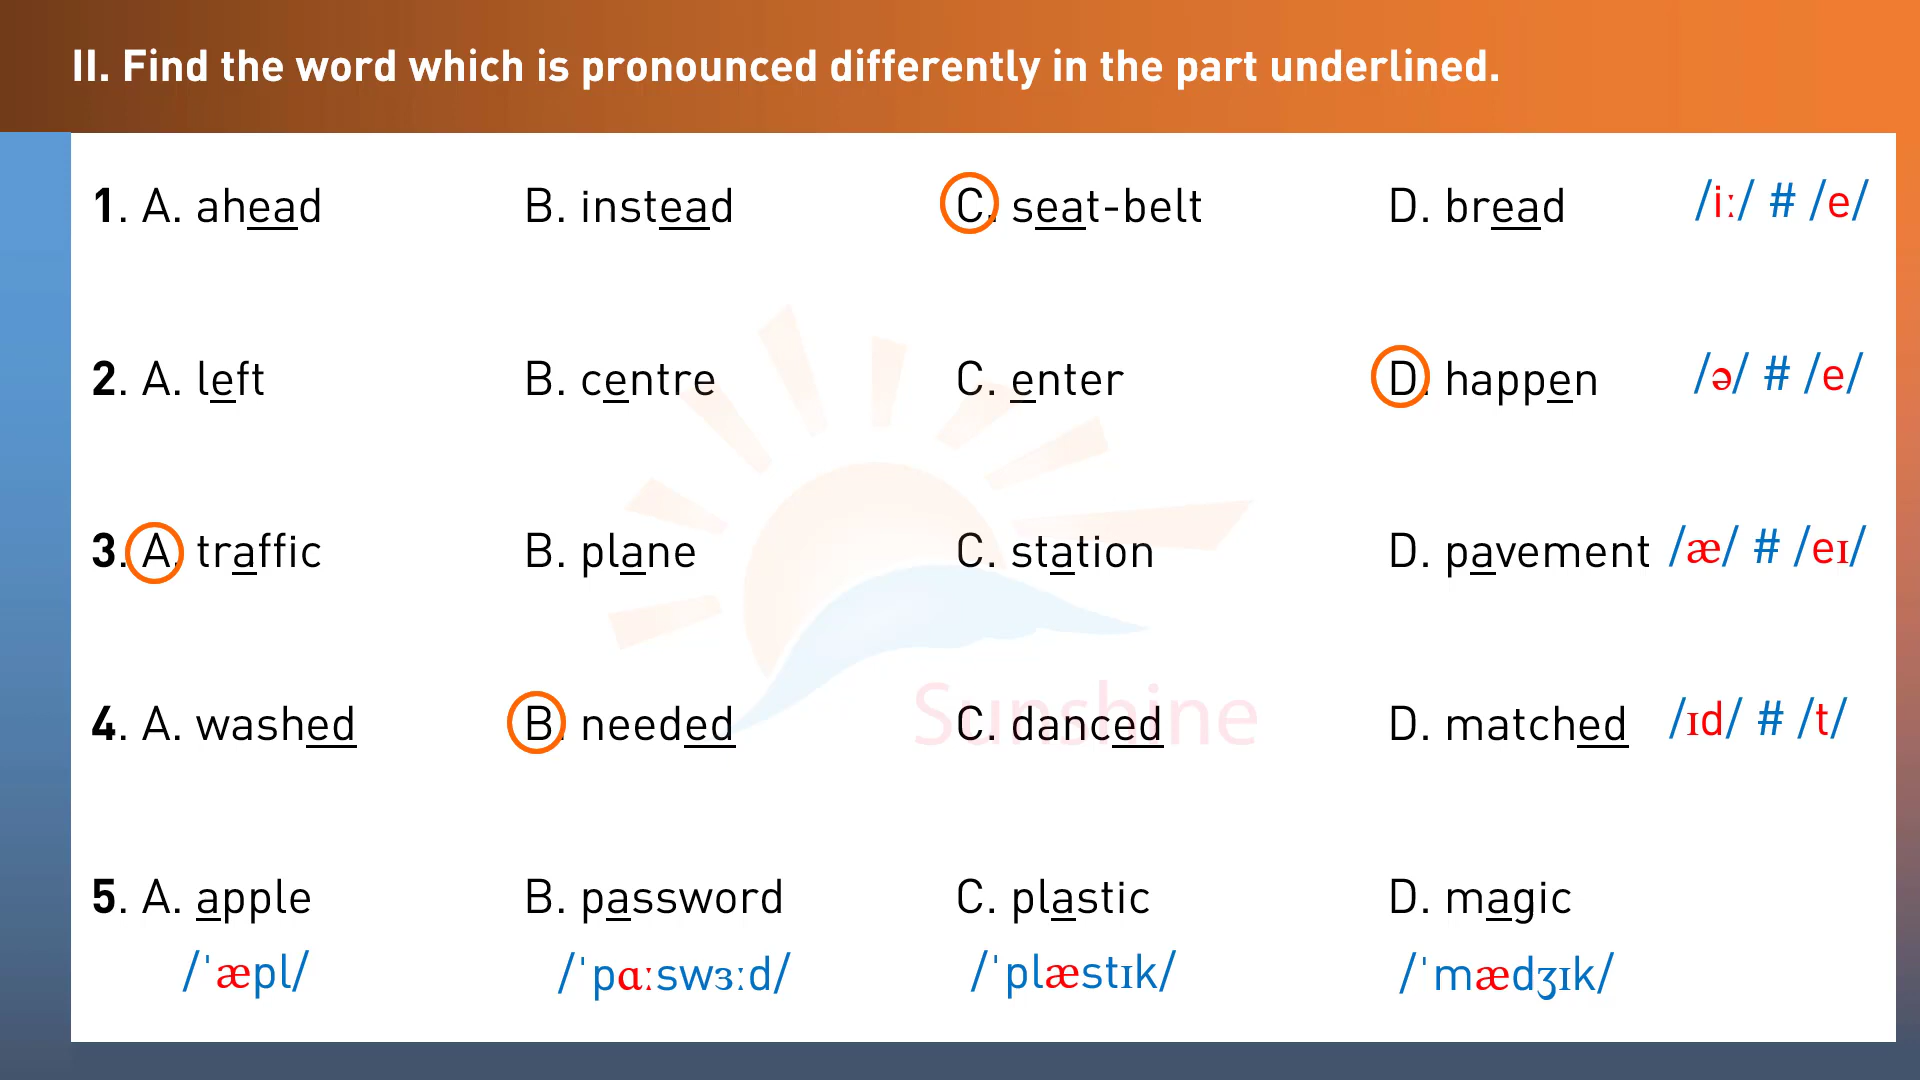 II. Find the word which is pronounced differently in the part underlined.
1. A. ahead B. instead C. seat-belt D. bread /iː/ # /e/
2. A. left B. centre C. enter D. happen /ə/ # /e/
3. A. traffic B. plane C. station D. pavement /æ/ # /eɪ/
4. A. washed B. needed C. danced D. matched /ɪd/ # /t/
Sunshine
5. A. apple B. password C. plastic D. magic
/ˈæpl/ /ˈpɑːswɜːd/ /ˈplæstɪk/ /ˈmædʒɪk/